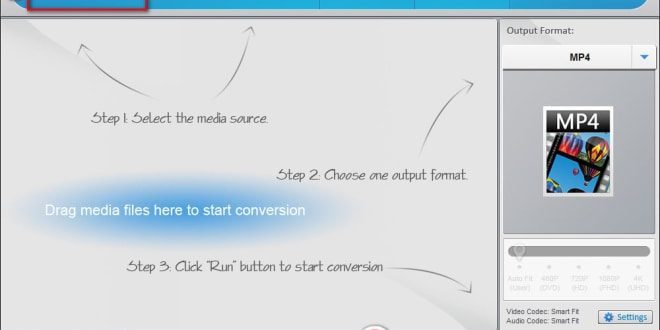 Output Format:
MP4
Step 1: Select the media source.
MP4
Step 2: Choose one output format.
Drag media files here to start conversion
Step 3: Click "Run" button to start conversion
Auto Fit 480P 720P 1080P 4K
(User) (DVD) (HD) (FHD) (UHD)
Video Codec: Smart Fit
Audio Codec: Smart Fit
Settings